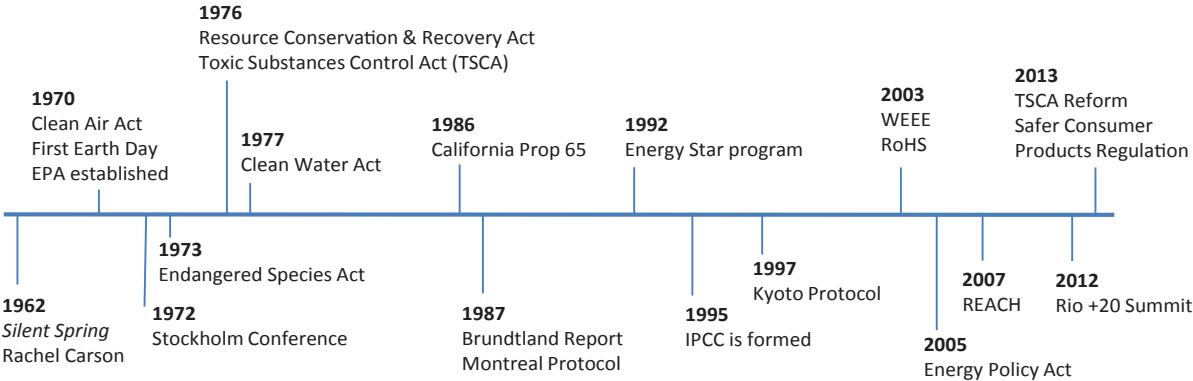 1976
Resource Conservation & Recovery Act
Toxic Substances Control Act (TSCA)
1970
Clean Air Act
First Earth Day
EPA established
1977
Clean Water Act
1986
California Prop 65
1992
Energy Star program
2003
WEEE
RoHS
2013
TSCA Reform
Safer Consumer
Products Regulation
1962
Silent Spring
Rachel Carson
1973
Endangered Species Act
1972
Stockholm Conference
1987
Brundtland Report
Montreal Protocol
1995
IPCC is formed
1997
Kyoto Protocol
2005
Energy Policy Act
2007
REACH
2012
Rio +20 Summit